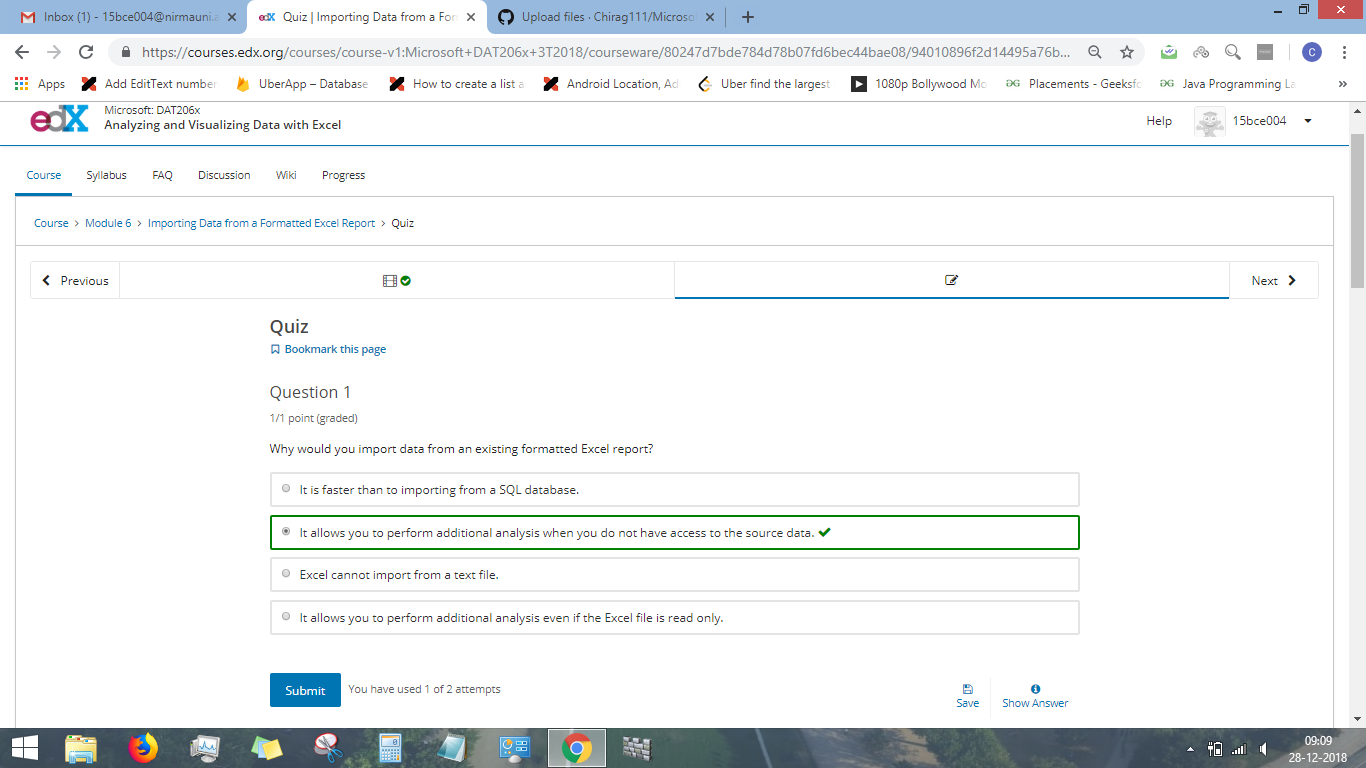 Inbox (1) - 15bce004@nirmauni.a
Quiz | Importing Data from a For
Upload files · Chirag111/Microso
https://courses.edx.org/courses/course-v1:Microsoft+DAT206x+3T2018/courseware/80247d7bde784d78b07fd6bec44bae08/94010896f2d14495a76b...
C
Apps
Add EditText number
UberApp – Database
How to create a list a
Android Location, Ad
Uber find the largest
1080p Bollywood Mo
Placements - Geeksfo
Java Programming La
»
edX
Microsoft: DAT206x
Analyzing and Visualizing Data with Excel
Help
15bce004
Course
Syllabus
FAQ
Discussion
Wiki
Progress
Course > Module 6 > Importing Data from a Formatted Excel Report > Quiz
Previous
Next
Quiz
Bookmark this page
Question 1
1/1 point (graded)
Why would you import data from an existing formatted Excel report?
It is faster than to importing from a SQL database.
It allows you to perform additional analysis when you do not have access to the source data.
Excel cannot import from a text file.
It allows you to perform additional analysis even if the Excel file is read only.
Submit
You have used 1 of 2 attempts
Save
Show Answer
09:09
28-12-2018